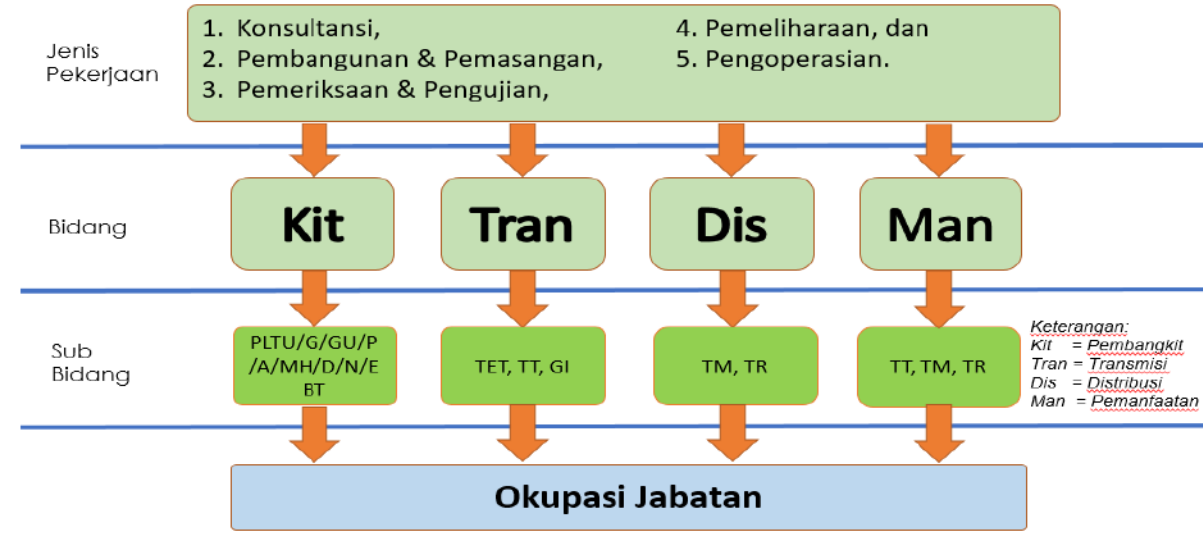 Jenis
Pekerjaan
1. Konsultansi,
2. Pembangunan & Pemasangan,
3. Pemeriksaan & Pengujian,
4. Pemeliharaan, dan
5. Pengoperasian.
Bidang
Kit
Tran
Dis
Man
Sub
Bidang
PLTU/G/GU/P
/A/MH/D/N/E
BT
TET, TT, GI
TM, TR
TT, TM, TR
Keterangan:
Kit = Pembangkit
Tran = Transmisi
Dis = Distribusi
Man = Pemanfaatan
Okupasi Jabatan